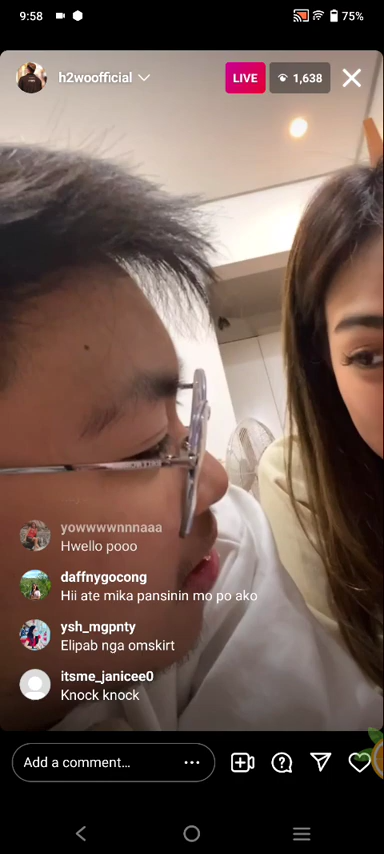 9:58
75%
h2woofficial
LIVE
1,638
yowwwwnnnaaa
Hwello pooo
daffnygocong
Hii ate mika pansinin mo po ako
ysh_mgpnty
Elipab nga omskirt
itsme_janicee0
Knock knock
Add a comment...